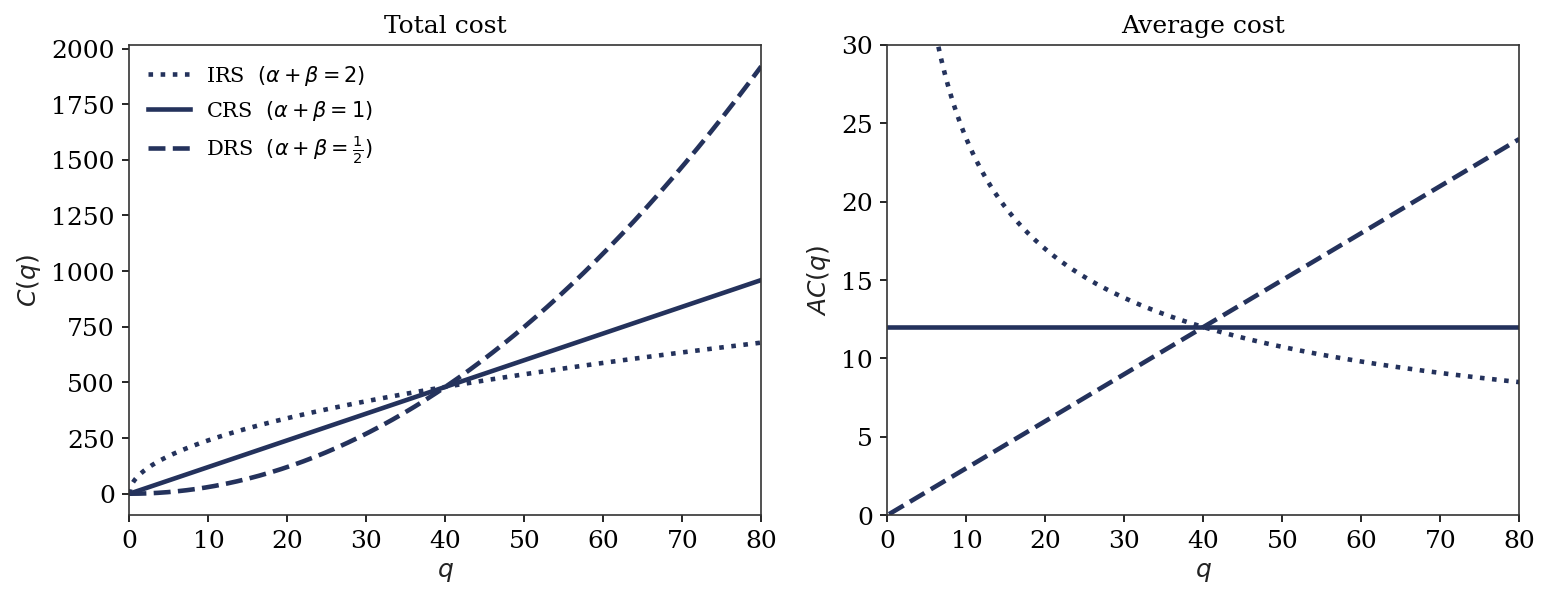 Total cost
2000
1750
1500
1250
1000
750
500
250
0
C(q)
IRS (α + β = 2)
CRS (α + β = 1)
DRS (α + β = 1/2)
0 10 20 30 40 50 60 70 80
q
Average cost
30
25
20
15
10
5
0
AC(q)
0 10 20 30 40 50 60 70 80
q